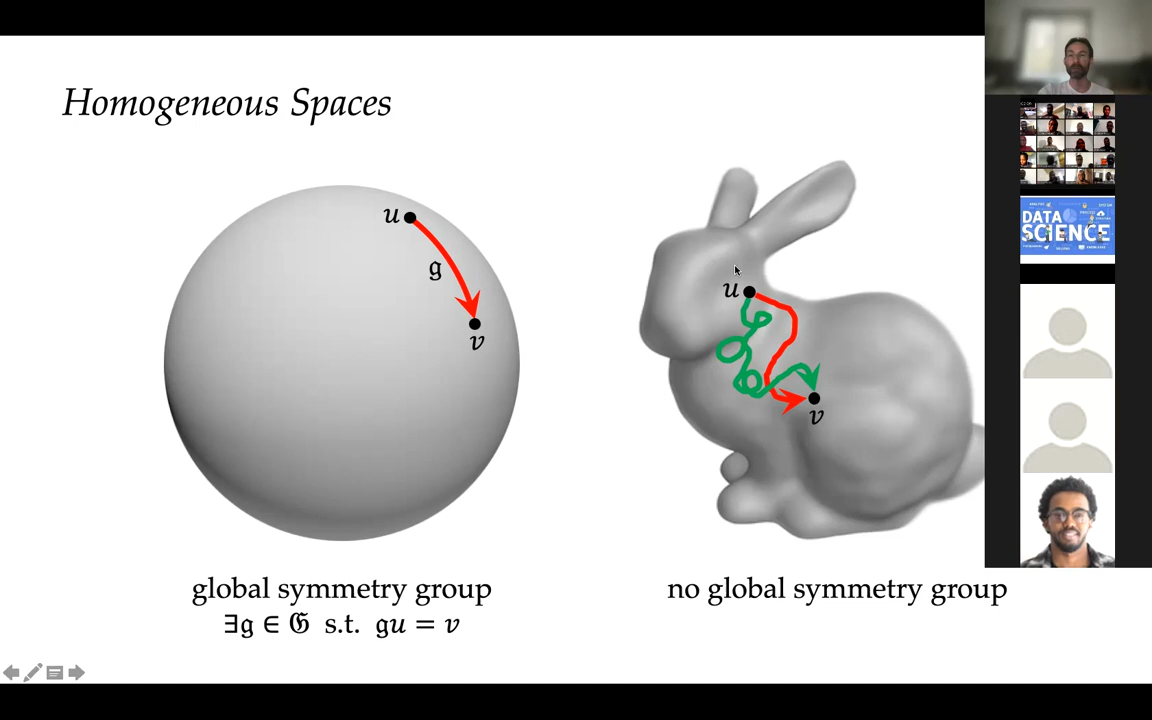 Homogeneous Spaces
u
𝔤
v
u
v
global symmetry group
∃𝔤 ∈ 𝔊 s.t. 𝔤u = v
no global symmetry group
DATA
SCIENCE